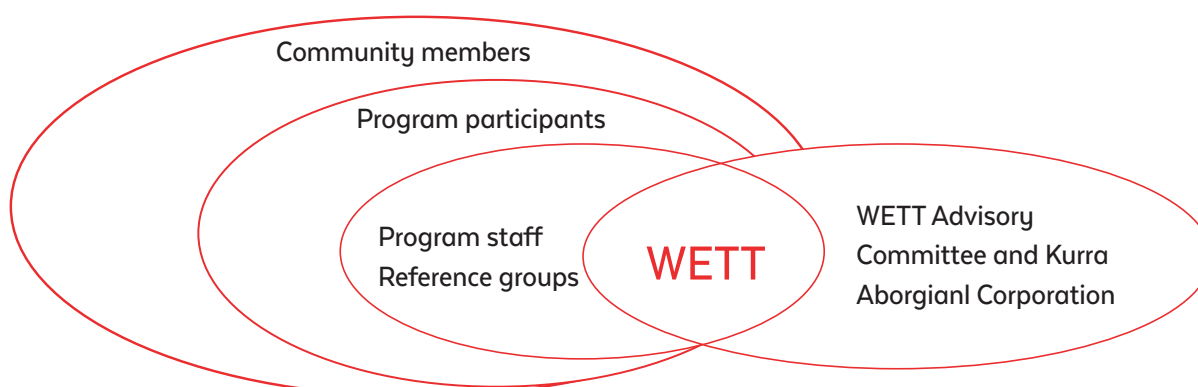 Community members
Program participants
Program staff
Reference groups
WETT
WETT Advisory
Committee and Kurra
Aborgianl Corporation